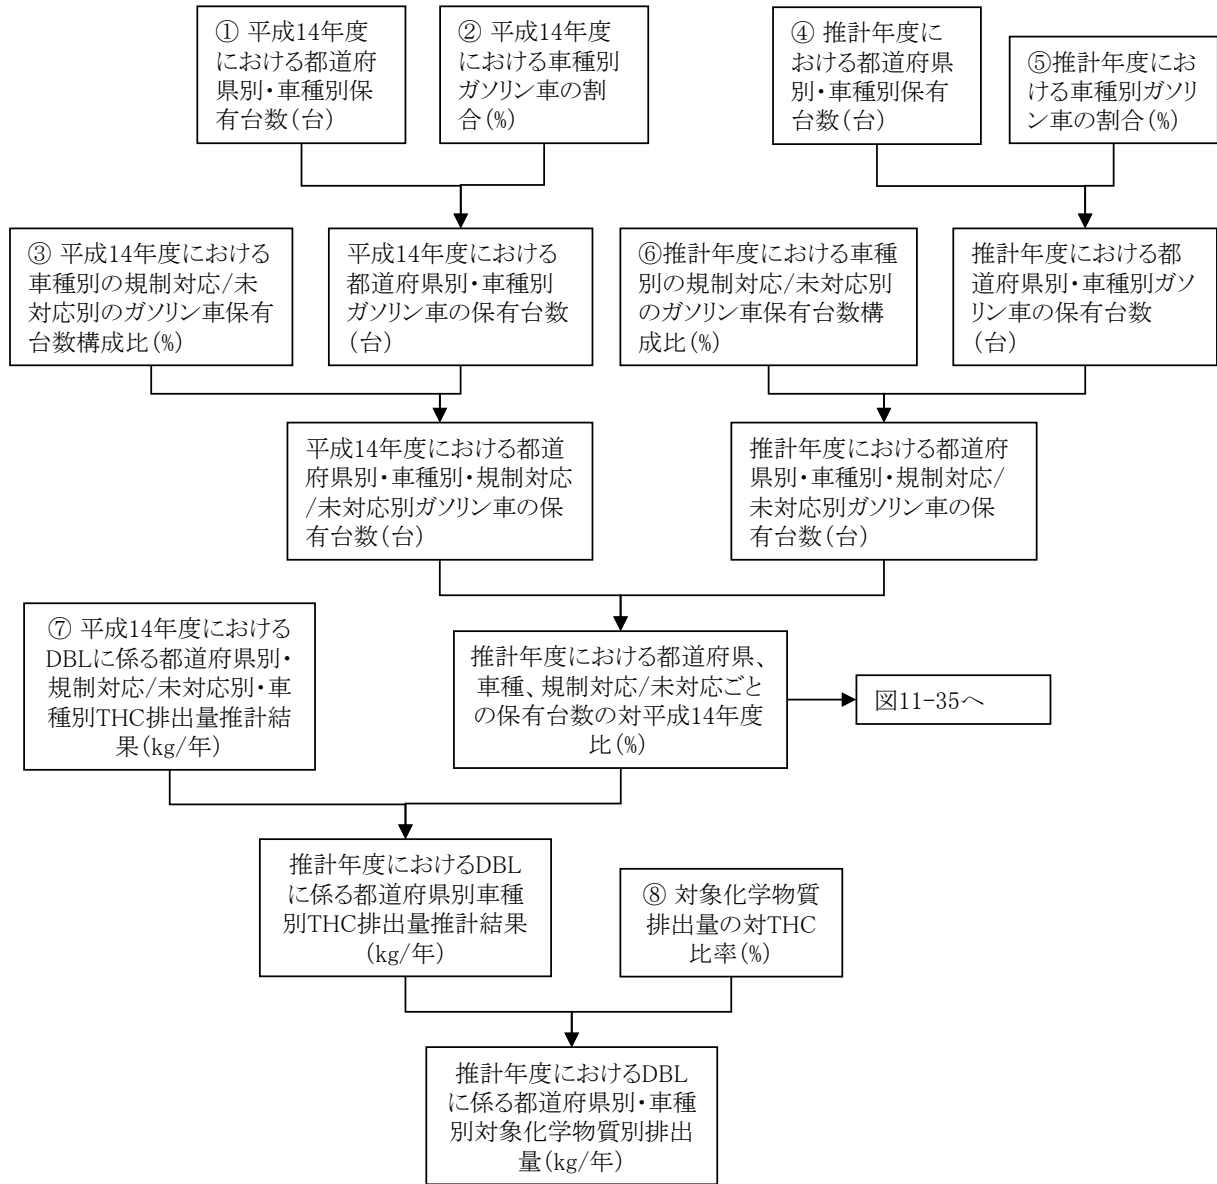 ① 平成14年度
における都道府
県別・車種別保
有台数(台)
② 平成14年度
における車種別
ガソリン車の割
合(%)
④ 推計年度に
おける都道府県
別・車種別保有
台数(台)
⑤推計年度にお
ける車種別ガソリ
ン車の割合(%)
③ 平成14年度における
車種別の規制対応/未
対応別のガソリン車保有
台数構成比(%)
平成14年度における
都道府県別・車種別
ガソリン車の保有台数
(台)
⑥推計年度における車種
別の規制対応/未対応別
のガソリン車保有台数構
成比(%)
推計年度における都
道府県別・車種別ガソ
リン車の保有台数
(台)
平成14年度における都道
府県別・車種別・規制対応
/未対応別ガソリン車の保
有台数(台)
推計年度における都道府
県別・車種別・規制対応/
未対応別ガソリン車の保
有台数(台)
⑦ 平成14年度における
DBLに係る都道府県別・
規制対応/未対応別・車
種別THC排出量推計結
果(kg/年)
推計年度における都道府県、
車種、規制対応/未対応ごと
の保有台数の対平成14年度
比(%)
図11-35へ
推計年度におけるDBL
に係る都道府県別車種
別THC排出量推計結果
(kg/年)
⑧ 対象化学物質
排出量の対THC
比率(%)
推計年度におけるDBL
に係る都道府県別・車種
別対象化学物質別排出
量(kg/年)